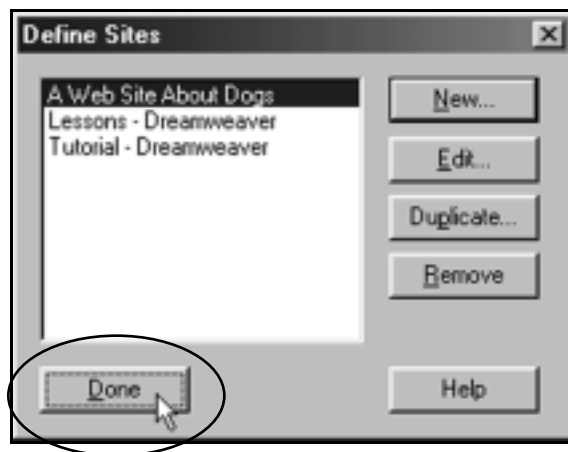 Define Sites
A Web Site About Dogs
Lessons - Dreamweaver
Tutorial - Dreamweaver
New...
Edit...
Duplicate...
Remove
Done
Help